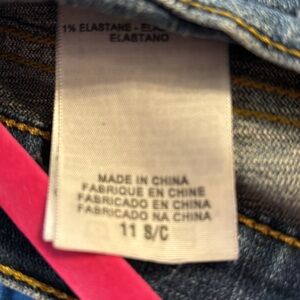 1% ELASTANE - 
ELASTANO
MADE IN CHINA
FABRIQUE EN CHINE
FABRICADO EN CHINA
FABRICADO NA CHINA
11 S/C